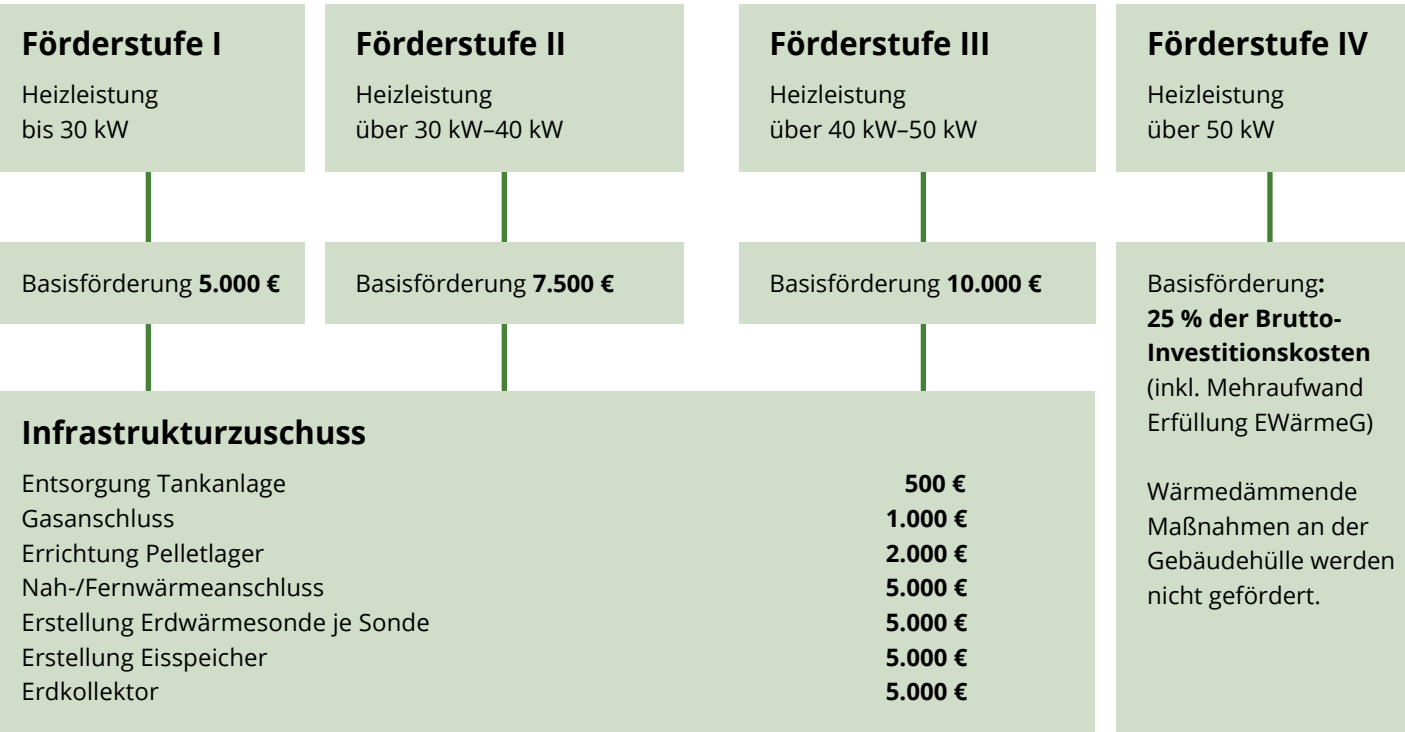 Förderstufe I
Heizleistung
bis 30 kW
Förderstufe II
Heizleistung
über 30 kW–40 kW
Förderstufe III
Heizleistung
über 40 kW–50 kW
Förderstufe IV
Heizleistung
über 50 kW
Basisförderung 5.000 €
Basisförderung 7.500 €
Basisförderung 10.000 €
Basisförderung:
25 % der Brutto-
Investitionskosten
(inkl. Mehraufwand
Erfüllung EWärmeG)
Wärmedämmende
Maßnahmen an der
Gebäudehülle werden
nicht gefördert.
Infrastrukturzuschuss
Entsorgung Tankanlage 500 €
Gasanschluss 1.000 €
Errichtung Pelletlager 2.000 €
Nah-/Fernwärmeanschluss 5.000 €
Erstellung Erdwärmesonde je Sonde 5.000 €
Erstellung Eisspeicher 5.000 €
Erdkollektor 5.000 €